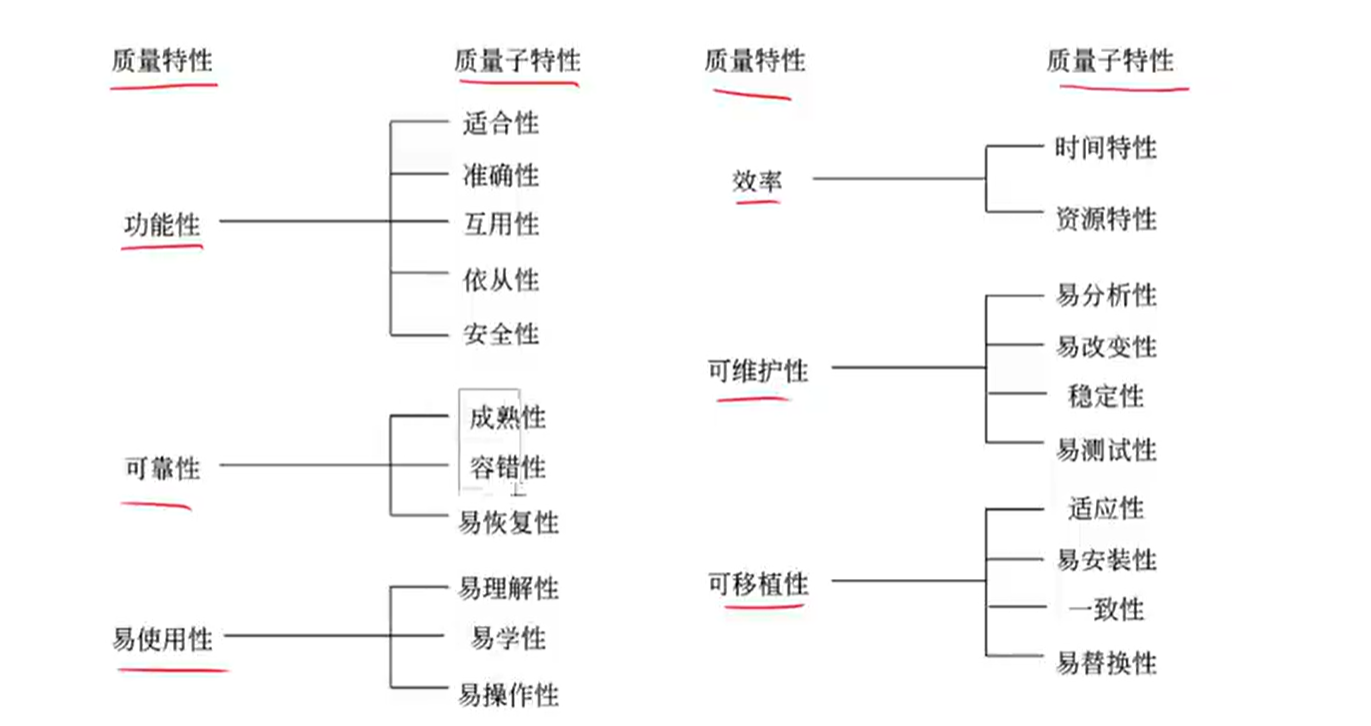 质量特性
质量子特性
功能性
适合性
准确性
互用性
依从性
安全性
可靠性
成熟性
容错性
易恢复性
易使用性
易理解性
易学性
易操作性
质量特性
质量子特性
效率
时间特性
资源特性
可维护性
易分析性
易改变性
稳定性
易测试性
可移植性
适应性
易安装性
一致性
易替换性